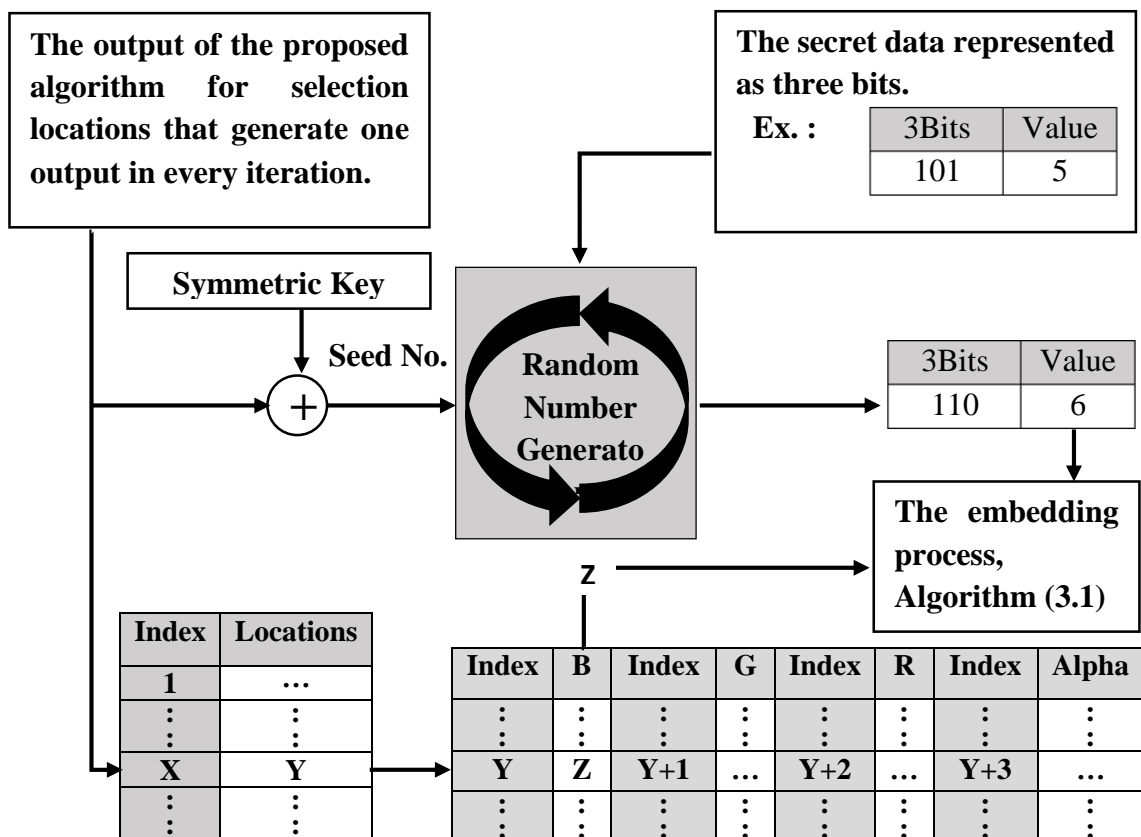 The output of the proposed
algorithm for selection
locations that generate one
output in every iteration.
The secret data represented
as three bits.
Ex. :
3Bits Value
101 5
Symmetric Key
Seed No.
+
Random
Number
Generato
3Bits Value
110 6
The embedding
process,
Algorithm (3.1)
Z
Index Locations
1 ...
⋮ ⋮
X Y
⋮ ⋮
Index B Index G Index R Index Alpha
⋮ ⋮ ⋮ ⋮ ⋮ ⋮ ⋮ ⋮
Y Z Y+1 ... Y+2 ... Y+3 ...
⋮ ⋮ ⋮ ⋮ ⋮ ⋮ ⋮ ⋮